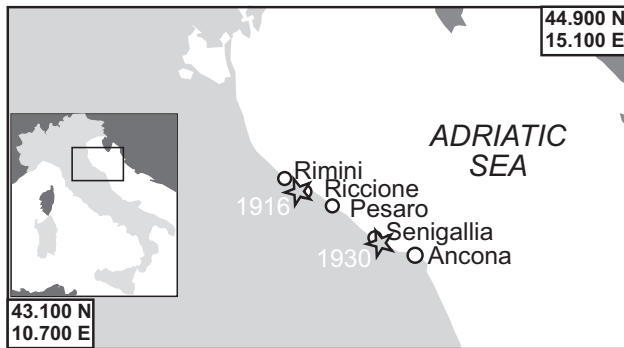 44.900 N
15.100 E
ADRIATIC
SEA
Rimini
Riccione
1916
Pesaro
Senigallia
1930
Ancona
43.100 N
10.700 E